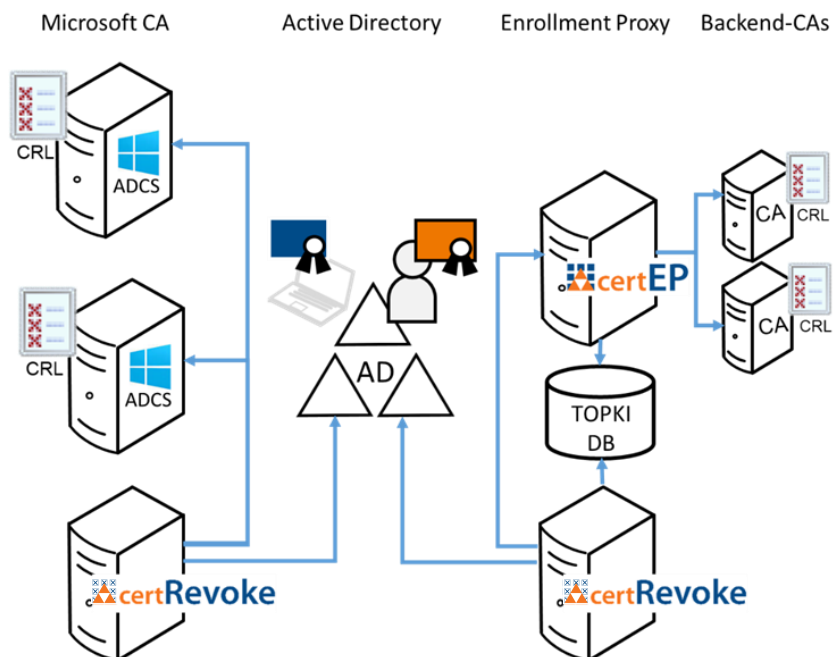 Microsoft CA
Active Directory
Enrollment Proxy
Backend-CAs
CRL
ADCS
CRL
ADCS
AD
certEP
CA
CRL
CA
CRL
TOPKI
DB
certRevoke
certRevoke